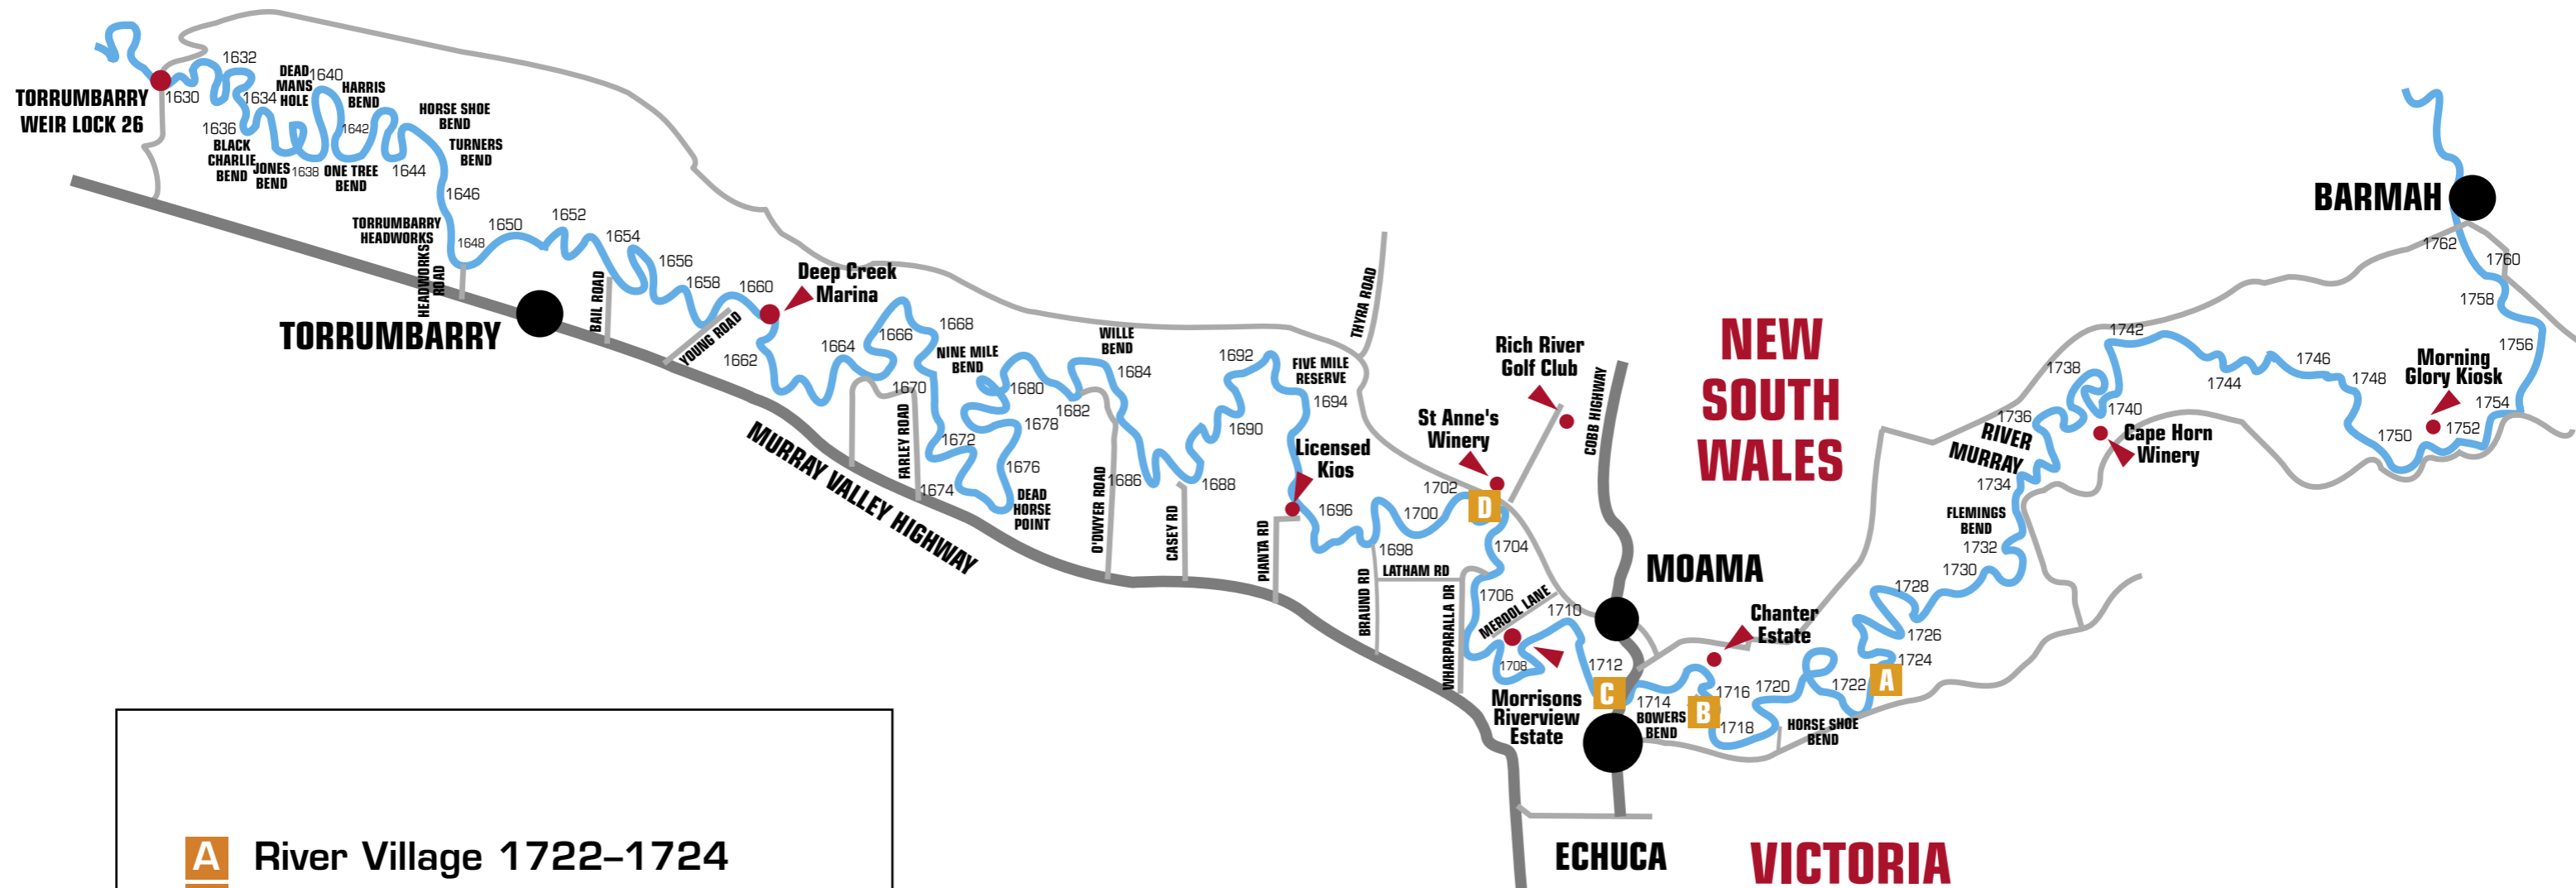 TORRUMBARRY
WEIR LOCK 26
1630
1632
1634
1636
BLACK
CHARLIE
BEND
JONES
BEND
DEAD
MANS
HOLE
1638
1640
HARRIS
BEND
1642
ONE TREE
BEND
1644
HORSE SHOE
BEND
TURNERS
BEND
1646
TORRUMBARRY
HEADWORKS
1648
HEADWORKS
ROAD
1650
1652
1654
1656
1658
1660
TORRUMBARRY
BAIL ROAD
YOUNG ROAD
Deep Creek
Marina
1662
1664
1666
1668
1670
FARLEY ROAD
MURRAY VALLEY HIGHWAY
NINE MILE
BEND
1672
1674
1676
DEAD
HORSE
POINT
1678
1680
1682
WILLE
BEND
1684
1686
O'DWYER ROAD
CASEY RD
1688
1690
1692
FIVE MILE
RESERVE
1694
Licensed
Kios
1696
PIANTA RD
1698
BRAUND RD
LATHAM RD
WHARPARALLA DR
1700
1702
THYRA ROAD
St Anne's
Winery
D
Rich River
Golf Club
COBB HIGHWAY
1704
1706
MEROOL LANE
1708
1710
Morrisons
Riverview
Estate
1712
C
MOAMA
1714
BOWERS
BEND
B
1716
1718
Chanter
Estate
1720
HORSE SHOE
BEND
1722
A
1724
1726
1728
1730
1732
FLEMINGS
BEND
1734
RIVER
MURRAY
1736
1738
1740
Cape Horn
Winery
1742
1744
1746
1748
1750
Morning
Glory Kiosk
1752
1754
1756
1758
1760
1762
BARMAH
NEW
SOUTH
WALES
ECHUCA
VICTORIA
A River Village 1722–1724